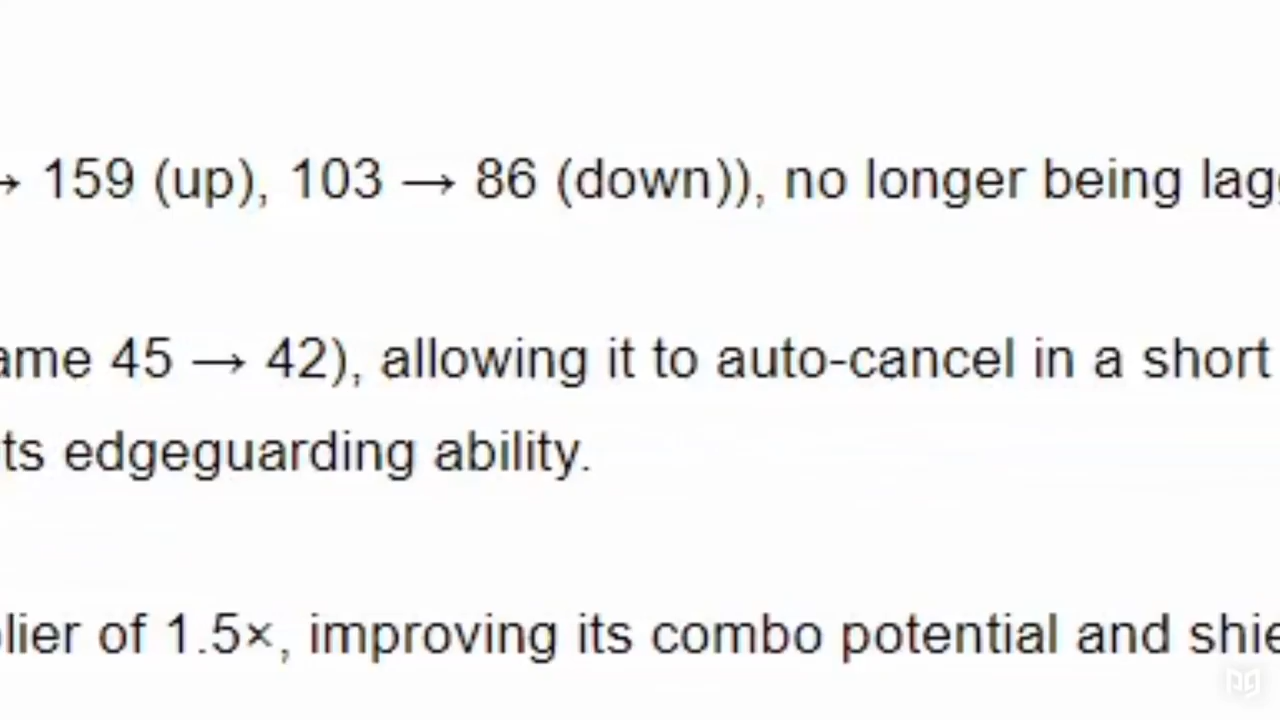 → 159 (up), 103 → 86 (down)), no longer being lag
ame 45 → 42), allowing it to auto-cancel in a short
ts edgeguarding ability.
lier of 1.5×, improving its combo potential and shie